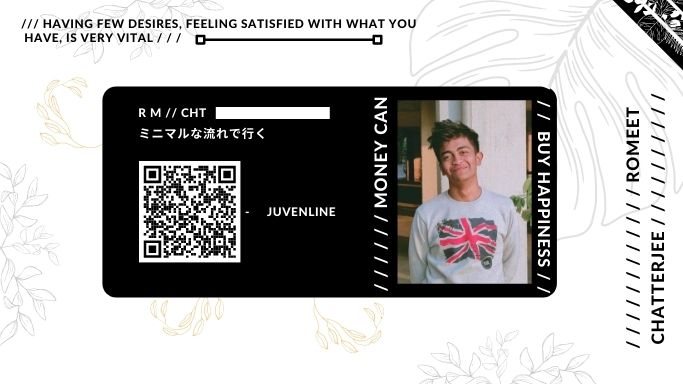 /// HAVING FEW DESIRES, FEELING SATISFIED WITH WHAT YOU
HAVE, IS VERY VITAL ///
R M // CHT
ミニマルな流れで行く
- JUVENLINE
////// MONEY CAN
// BUY HAPPINESS //
/////////////// ROMEET
CHATTERJEE ///////////////